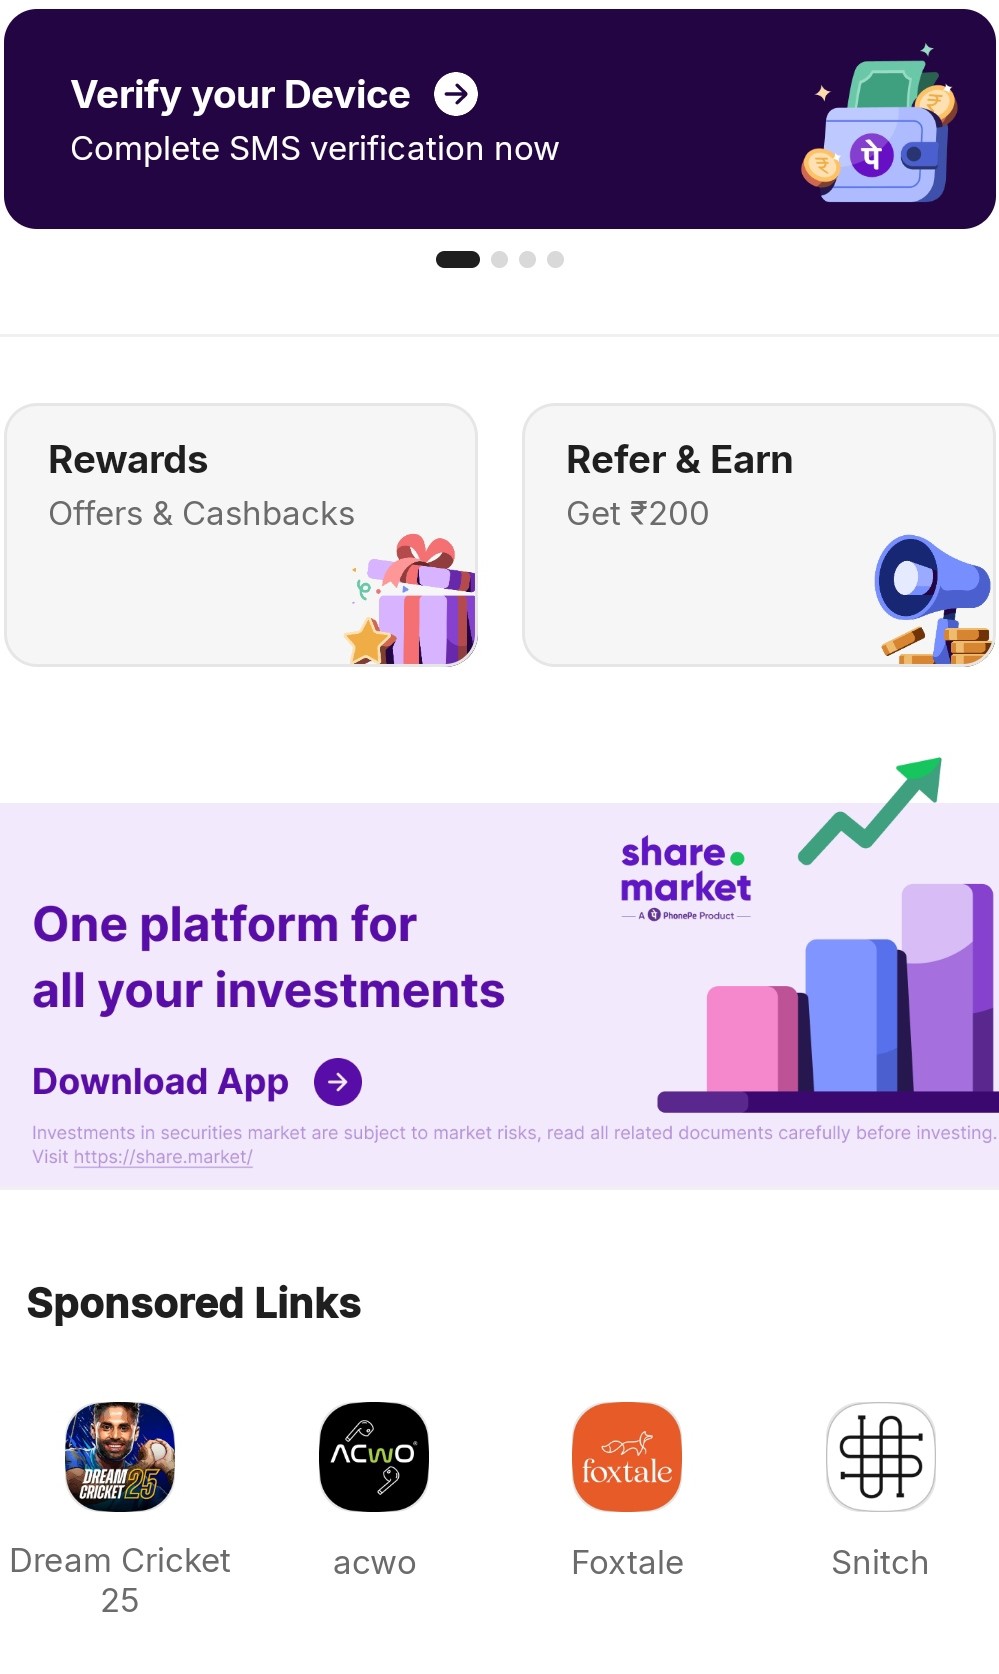 Verify your Device
Complete SMS verification now
पे
₹
₹
Rewards
Offers & Cashbacks
Refer & Earn
Get ₹200
share.
market
A पे PhonePe Product
One platform for
all your investments
Download App
Investments in securities market are subject to market risks, read all related documents carefully before investing.
Visit https://share.market/
Sponsored Links
DREAM
CRICKET 25
ACWO
foxtale
Dream Cricket
25
acwo
Foxtale
Snitch